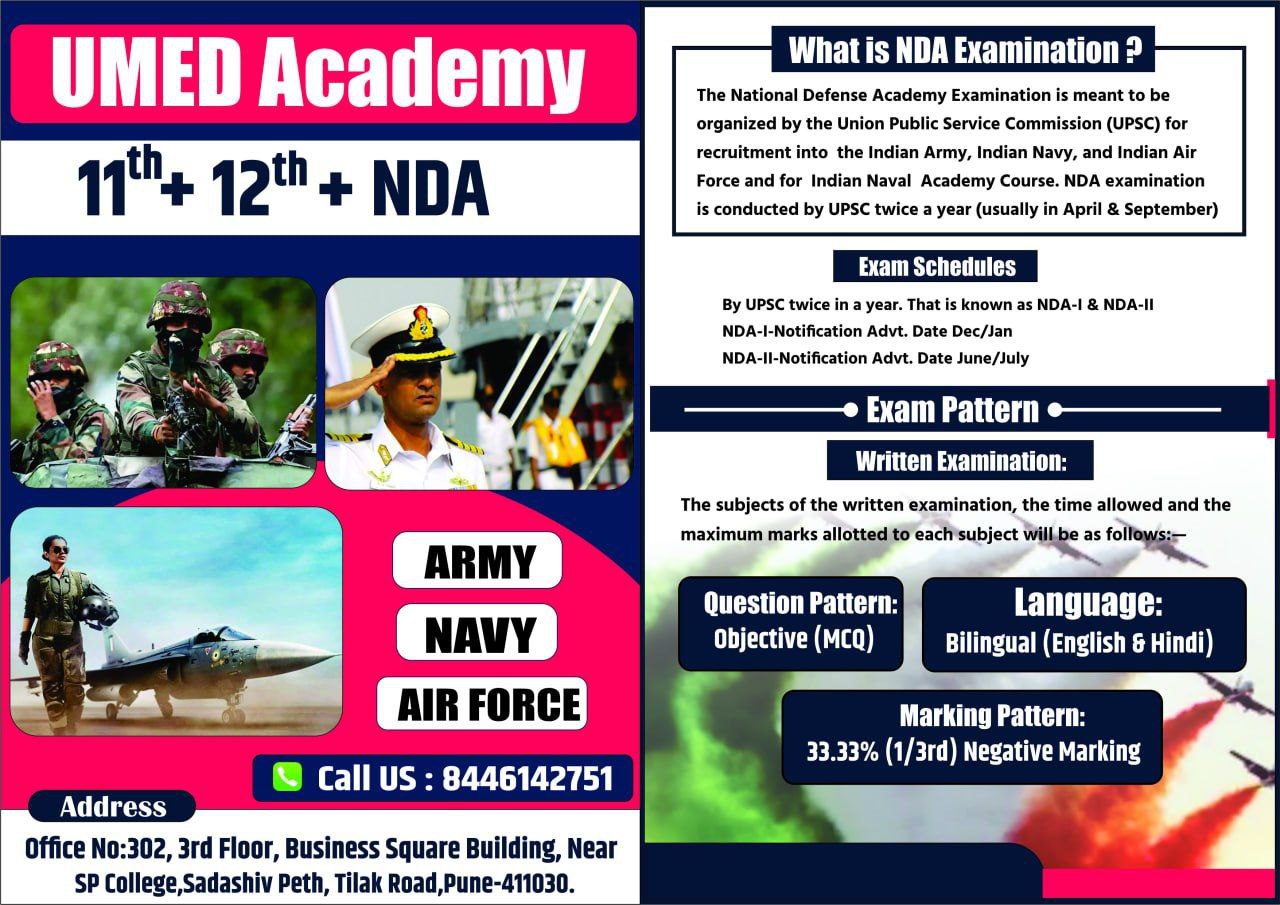 UMED Academy
11th+ 12th + NDA
ARMY
NAVY
AIR FORCE
Call US : 8446142751
Address
Office No:302, 3rd Floor, Business Square Building, Near
SP College,Sadashiv Peth, Tilak Road,Pune-411030.
What is NDA Examination ?
The National Defense Academy Examination is meant to be
organized by the Union Public Service Commission (UPSC) for
recruitment into the Indian Army, Indian Navy, and Indian Air
Force and for Indian Naval Academy Course. NDA examination
is conducted by UPSC twice a year (usually in April & September)
Exam Schedules
By UPSC twice in a year. That is known as NDA-I & NDA-II
NDA-I-Notification Advt. Date Dec/Jan
NDA-II-Notification Advt. Date June/July
Exam Pattern
Written Examination:
The subjects of the written examination, the time allowed and the
maximum marks allotted to each subject will be as follows:—
Question Pattern:
Objective (MCQ)
Language:
Bilingual (English & Hindi)
Marking Pattern:
33.33% (1/3rd) Negative Marking